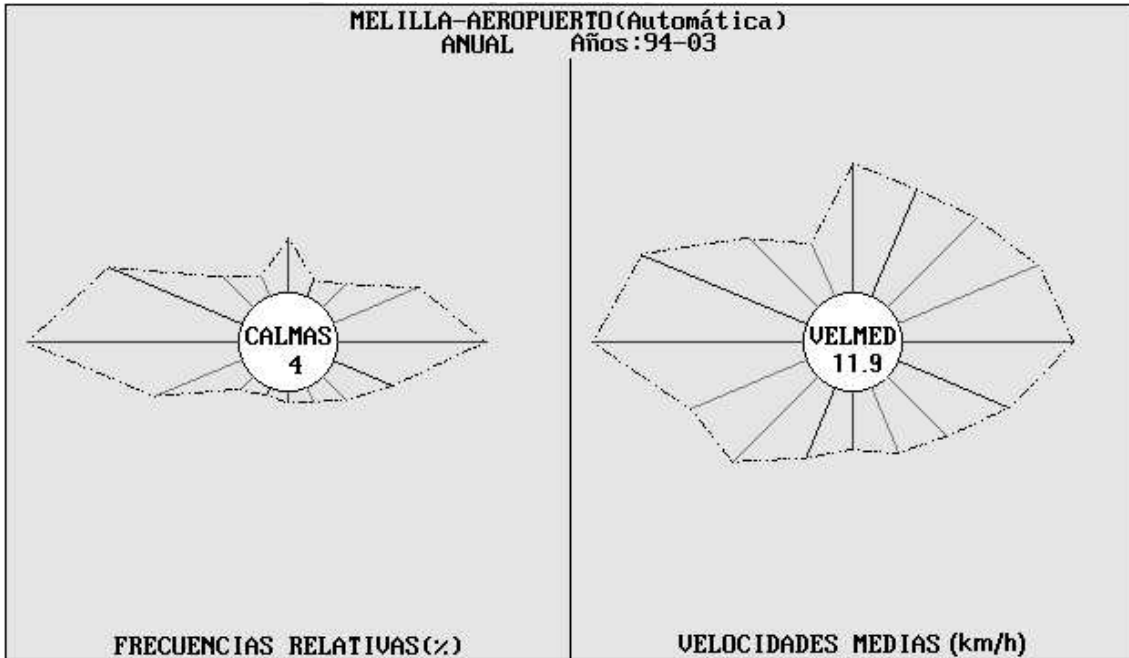 MELILLA-AEROPUERTO(Automática)
ANUAL Años:94-03
CALMAS
4
VELMED
11.9
FRECUENCIAS RELATIVAS(%)
VELOCIDADES MEDIAS (km/h)